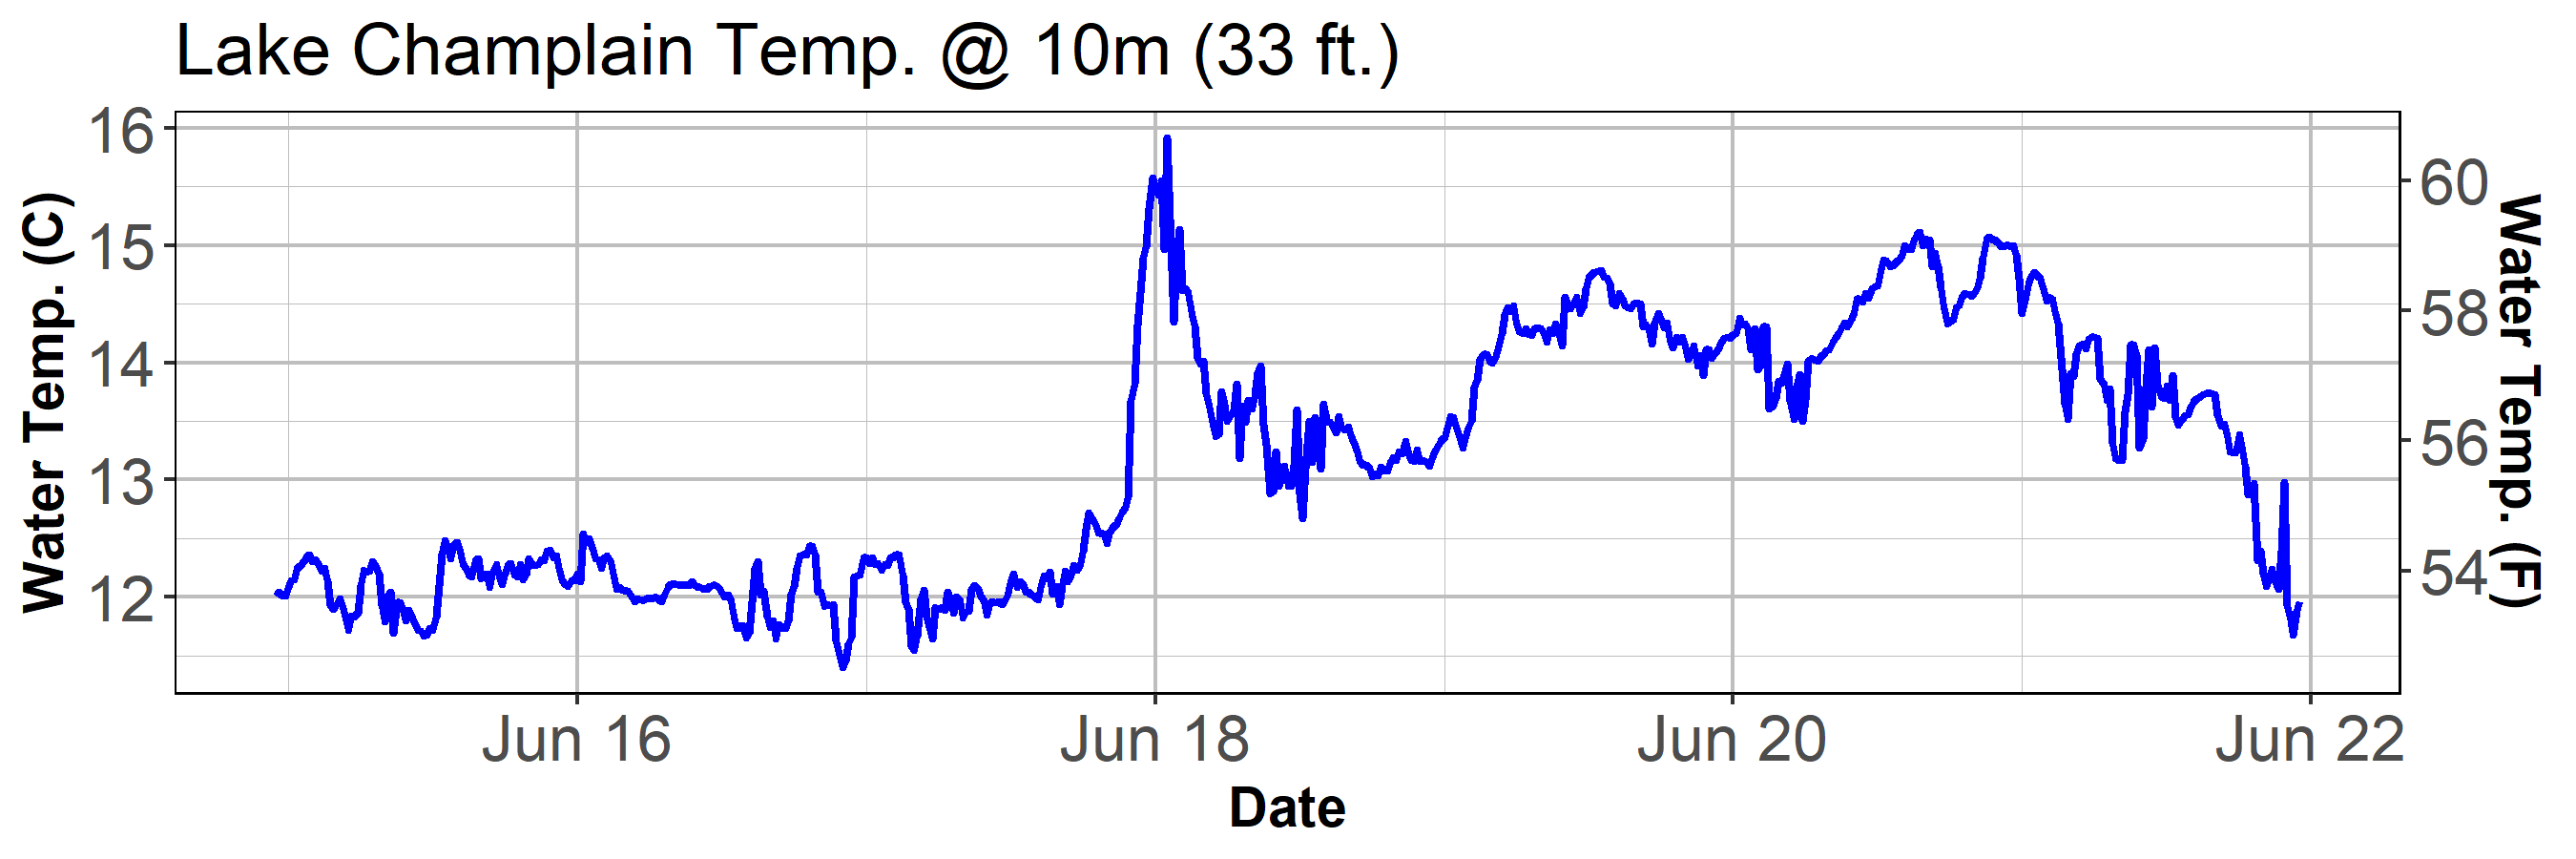 Lake Champlain Temp. @ 10m (33 ft.)
Water Temp. (C)
16
15
14
13
12
60
58
56
54
Water Temp. (F)
Jun 16
Jun 18
Jun 20
Jun 22
Date